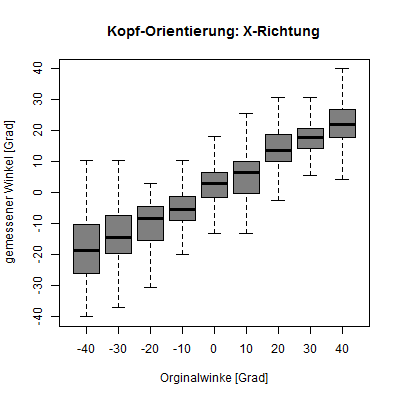 Kopf-Orientierung: X-Richtung
gemessener Winkel [Grad]
40
30
20
10
0
-10
-20
-30
-40
-40 -30 -20 -10 0 10 20 30 40
Orginalwinke [Grad]